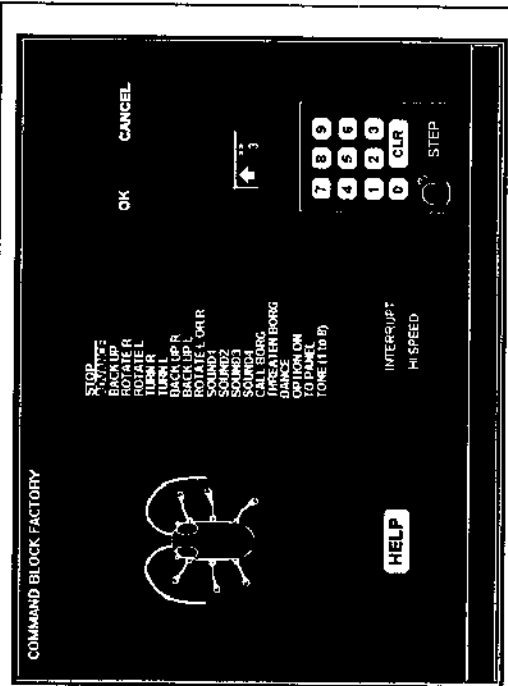 COMMAND BLOCK FACTORY
STOP
ADVANCE
BACK UP
ROTATE R
ROTATE L
TURN R
TURN L
BACK UP R
BACK UP L
ROTATE L OR R
SOUND1
SOUND2
SOUND3
SOUND4
CALL BORG
THREATEN BORG
DANCE
OPTION ON
TO PANEL
TONE (1 to 8)
OK CANCEL
3
HELP
INTERRUPT
HI SPEED
7 8 9
4 5 6
1 2 3
0 CLR
STEP